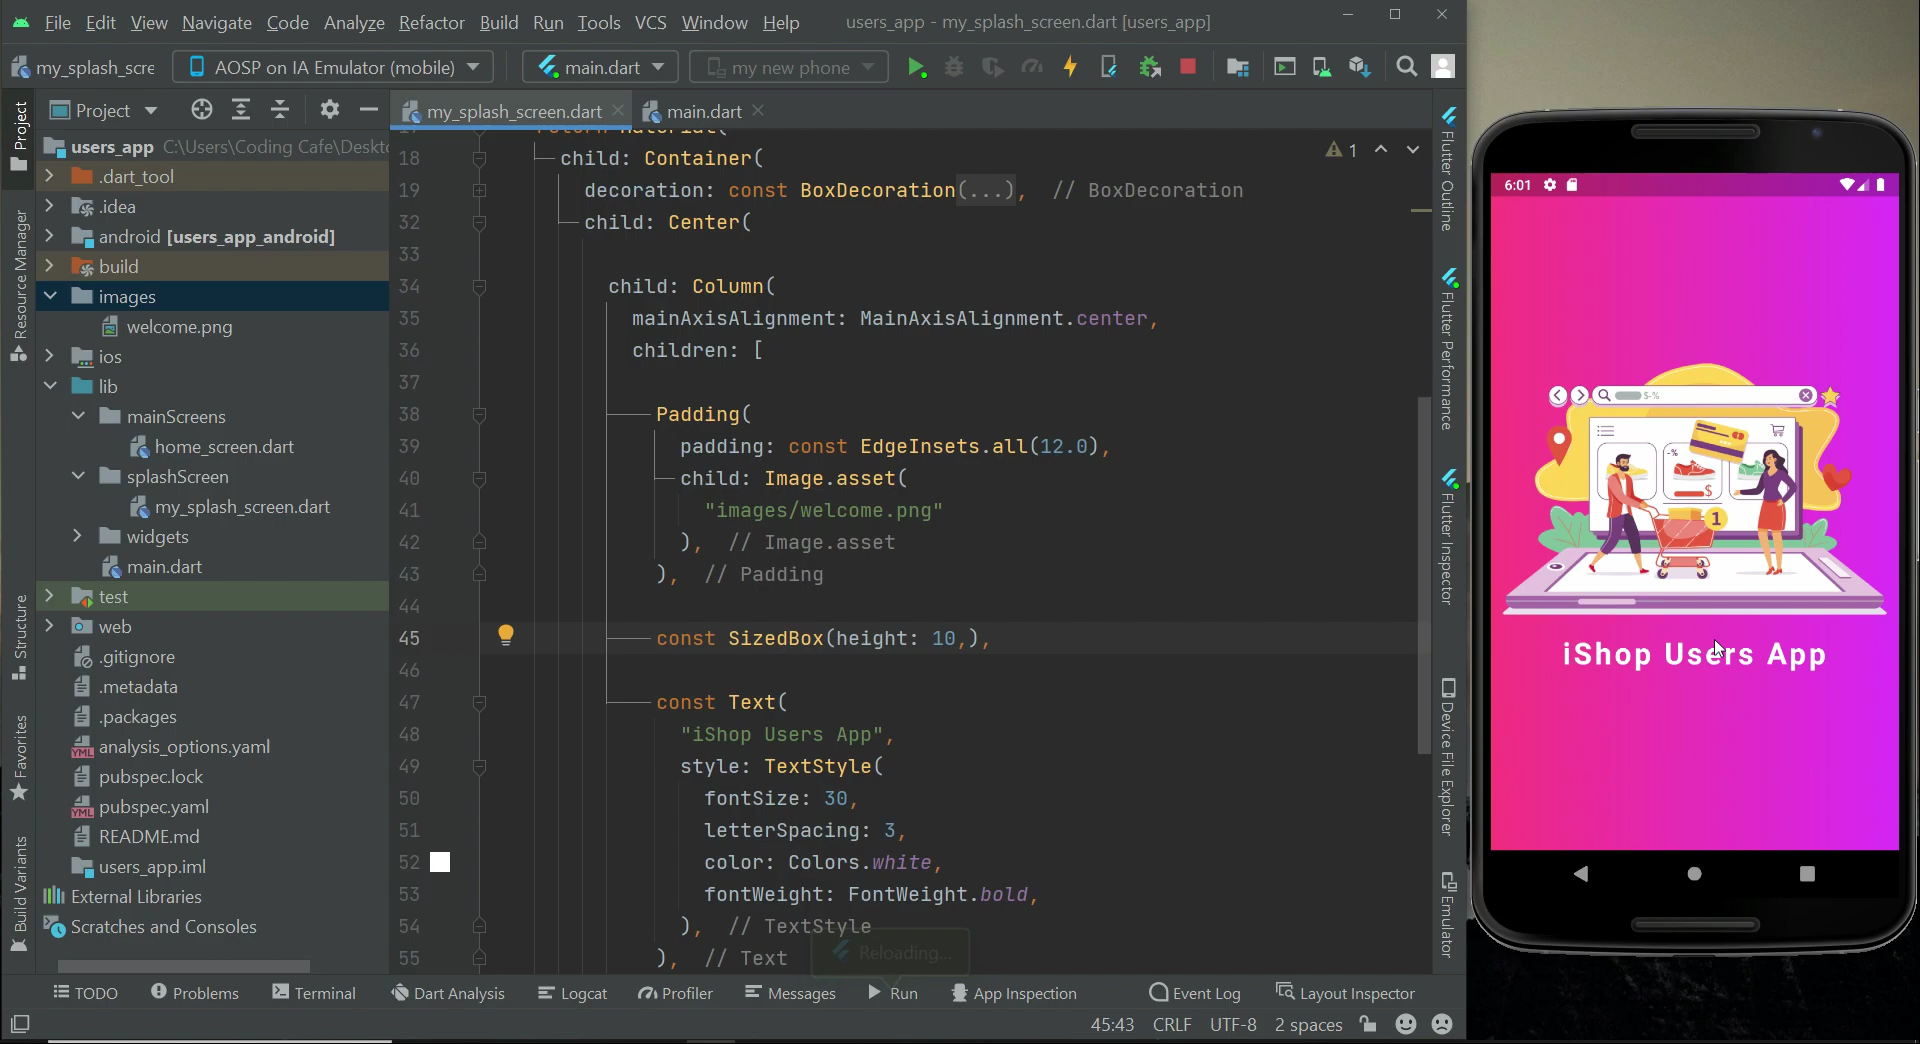 File Edit View Navigate Code Analyze Refactor Build Run Tools VCS Window Help users_app - my_splash_screen.dart [users_app]
my_splash_scre AOSP on IA Emulator (mobile) main.dart my new phone
Project
Resource Manager
Structure
Favorites
Build Variants
Project
users_app C:\Users\Coding Cafe\Deskt
.dart_tool
.idea
android [users_app_android]
build
images
welcome.png
ios
lib
mainScreens
home_screen.dart
splashScreen
my_splash_screen.dart
widgets
main.dart
test
web
.gitignore
.metadata
.packages
analysis_options.yaml
pubspec.lock
pubspec.yaml
README.md
users_app.iml
External Libraries
Scratches and Consoles
my_splash_screen.dart main.dart
1
18 child: Container(
19 decoration: const BoxDecoration(...), // BoxDecoration
32 child: Center(
33
34 child: Column(
35 mainAxisAlignment: MainAxisAlignment.center,
36 children: [
37
38 Padding(
39 padding: const EdgeInsets.all(12.0),
40 child: Image.asset(
41 "images/welcome.png"
42 ), // Image.asset
43 ), // Padding
44
45 const SizedBox(height: 10,),
46
47 const Text(
48 "iShop Users App",
49 style: TextStyle(
50 fontSize: 30,
51 letterSpacing: 3,
52 color: Colors.white,
53 fontWeight: FontWeight.bold,
54 ), // TextStyle
55 ), // Text
Reloading...
Flutter Outline
Flutter Performance
Flutter Inspector
Device File Explorer
Emulator
6:01
$-%
-%
$
1
iShop Users App
TODO Problems Terminal Dart Analysis Logcat Profiler Messages Run App Inspection Event Log Layout Inspector
45:43 CRLF UTF-8 2 spaces